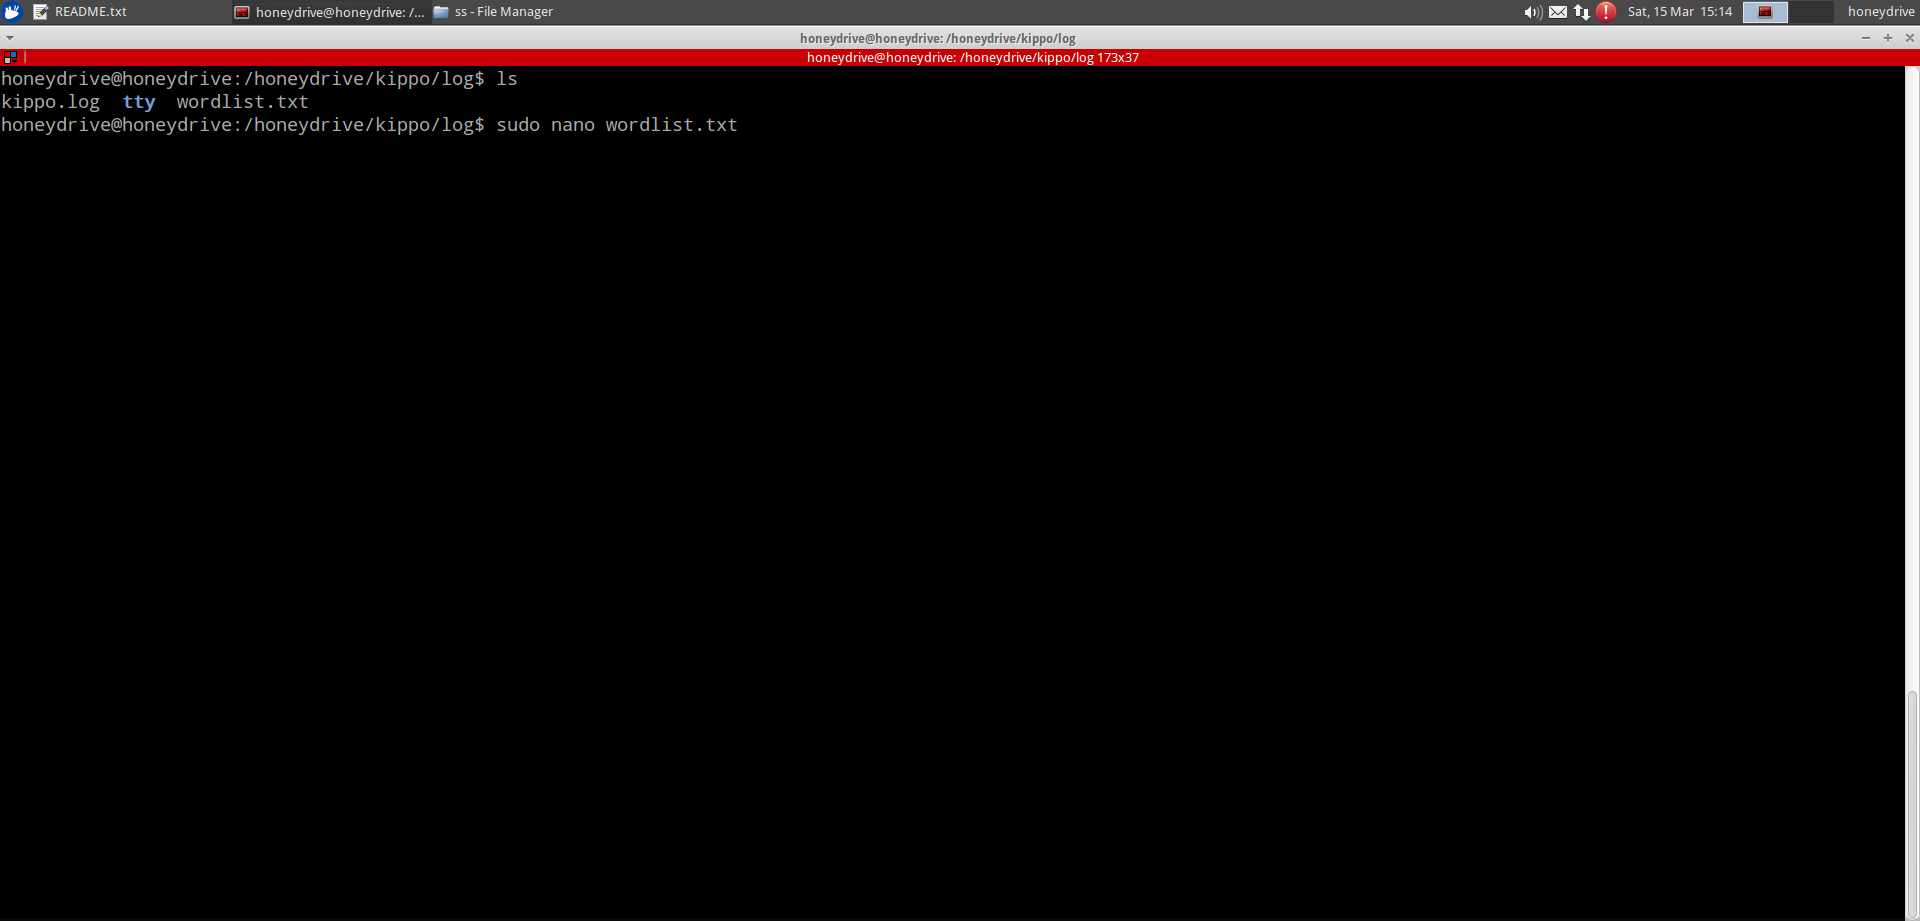 README.txt honeydrive@honeydrive: /... ss - File Manager Sat, 15 Mar 15:14 honeydrive
honeydrive@honeydrive: /honeydrive/kippo/log
honeydrive@honeydrive: /honeydrive/kippo/log 173x37
honeydrive@honeydrive:/honeydrive/kippo/log$ ls
kippo.log tty wordlist.txt
honeydrive@honeydrive:/honeydrive/kippo/log$ sudo nano wordlist.txt